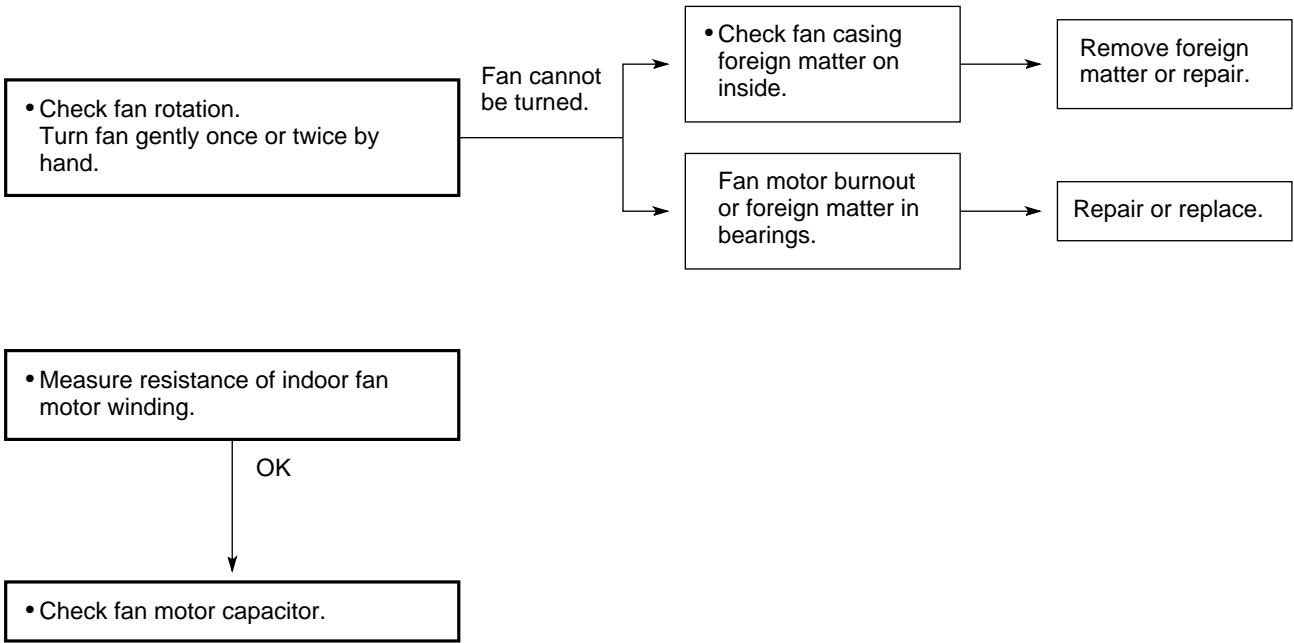 • Check fan rotation.
Turn fan gently once or twice by
hand.
Fan cannot
be turned.
• Check fan casing
foreign matter on
inside.
Remove foreign
matter or repair.
Fan motor burnout
or foreign matter in
bearings.
Repair or replace.
• Measure resistance of indoor fan
motor winding.
OK
• Check fan motor capacitor.